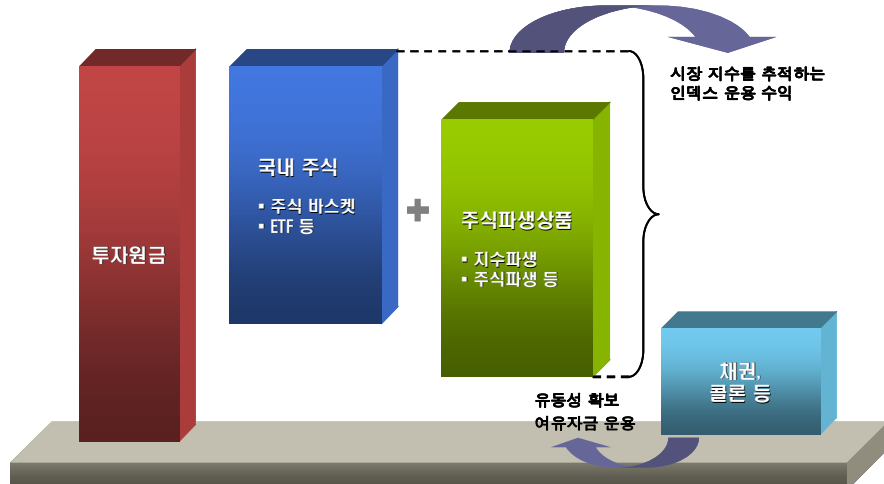 시장 지수를 추적하는
인덱스 운용 수익
국내 주식
▪ 주식 바스켓
▪ ETF 등
주식파생상품
▪ 지수파생
▪ 주식파생 등
투자원금
채권,
콜론 등
유동성 확보
여유자금 운용